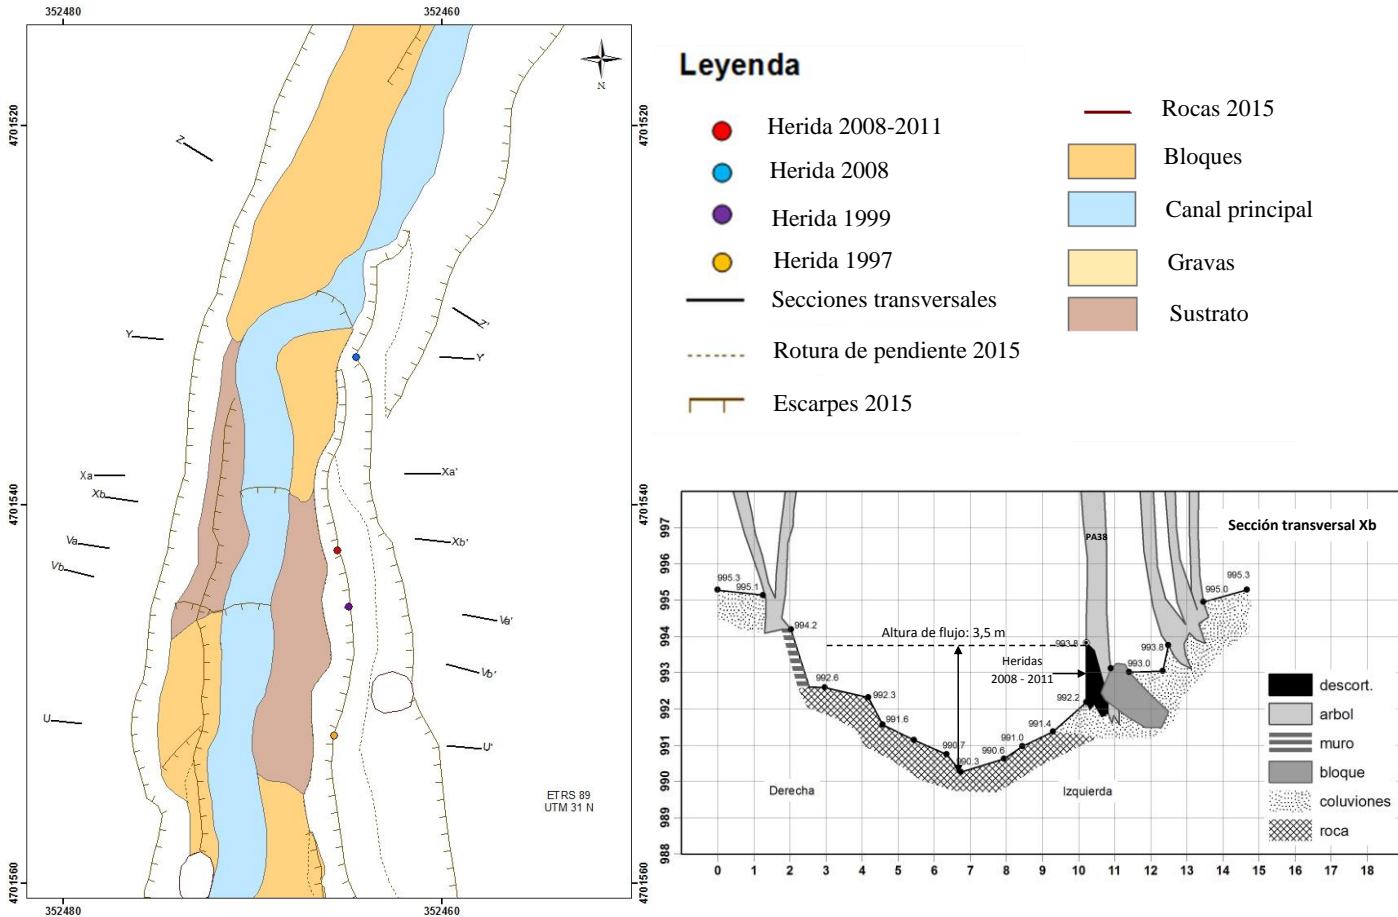 352480
352460
4701520
4701520
N
Z
Z'
Y
Y'
Xa
Xa'
4701540
4701540
Xb
Xb'
Va
Va'
Vb
Vb'
U
U'
ETRS 89
UTM 31 N
4701560
4701560
352480
352460
Leyenda
Herida 2008-2011
Herida 2008
Herida 1999
Herida 1997
Secciones transversales
Rotura de pendiente 2015
Escarpes 2015
Rocas 2015
Bloques
Canal principal
Gravas
Sustrato
Sección transversal Xb
PA38
997
996
995
994
993
992
991
990
989
988
995.3
995.1
994.2
992.6
992.3
991.6
990.7
990.3
990.6
991.0
991.4
992.2
993.8
993.0
993.8
995.0
995.3
Altura de flujo: 3,5 m
Heridas
2008 - 2011
Derecha
Izquierda
descort.
arbol
muro
bloque
coluviones
roca
0 1 2 3 4 5 6 7 8 9 10 11 12 13 14 15 16 17 18